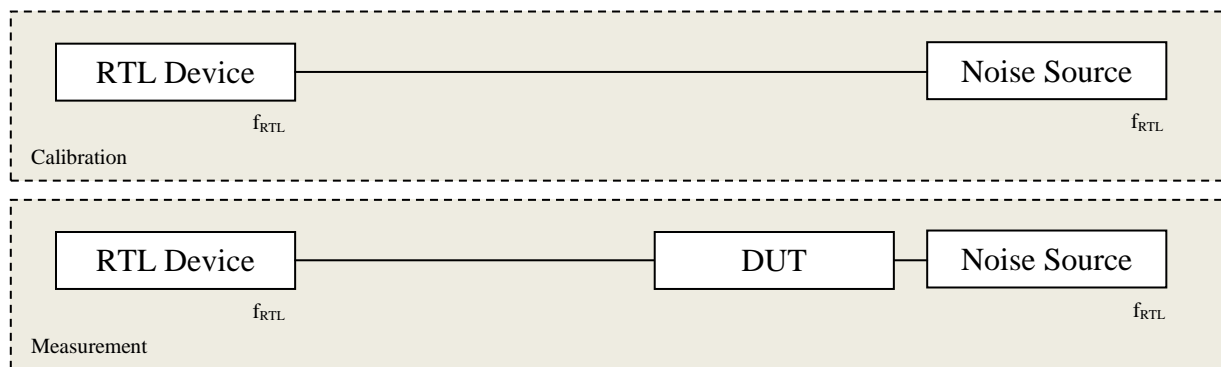 RTL Device
Noise Source
fRTL
fRTL
Calibration
RTL Device
DUT
Noise Source
fRTL
fRTL
Measurement